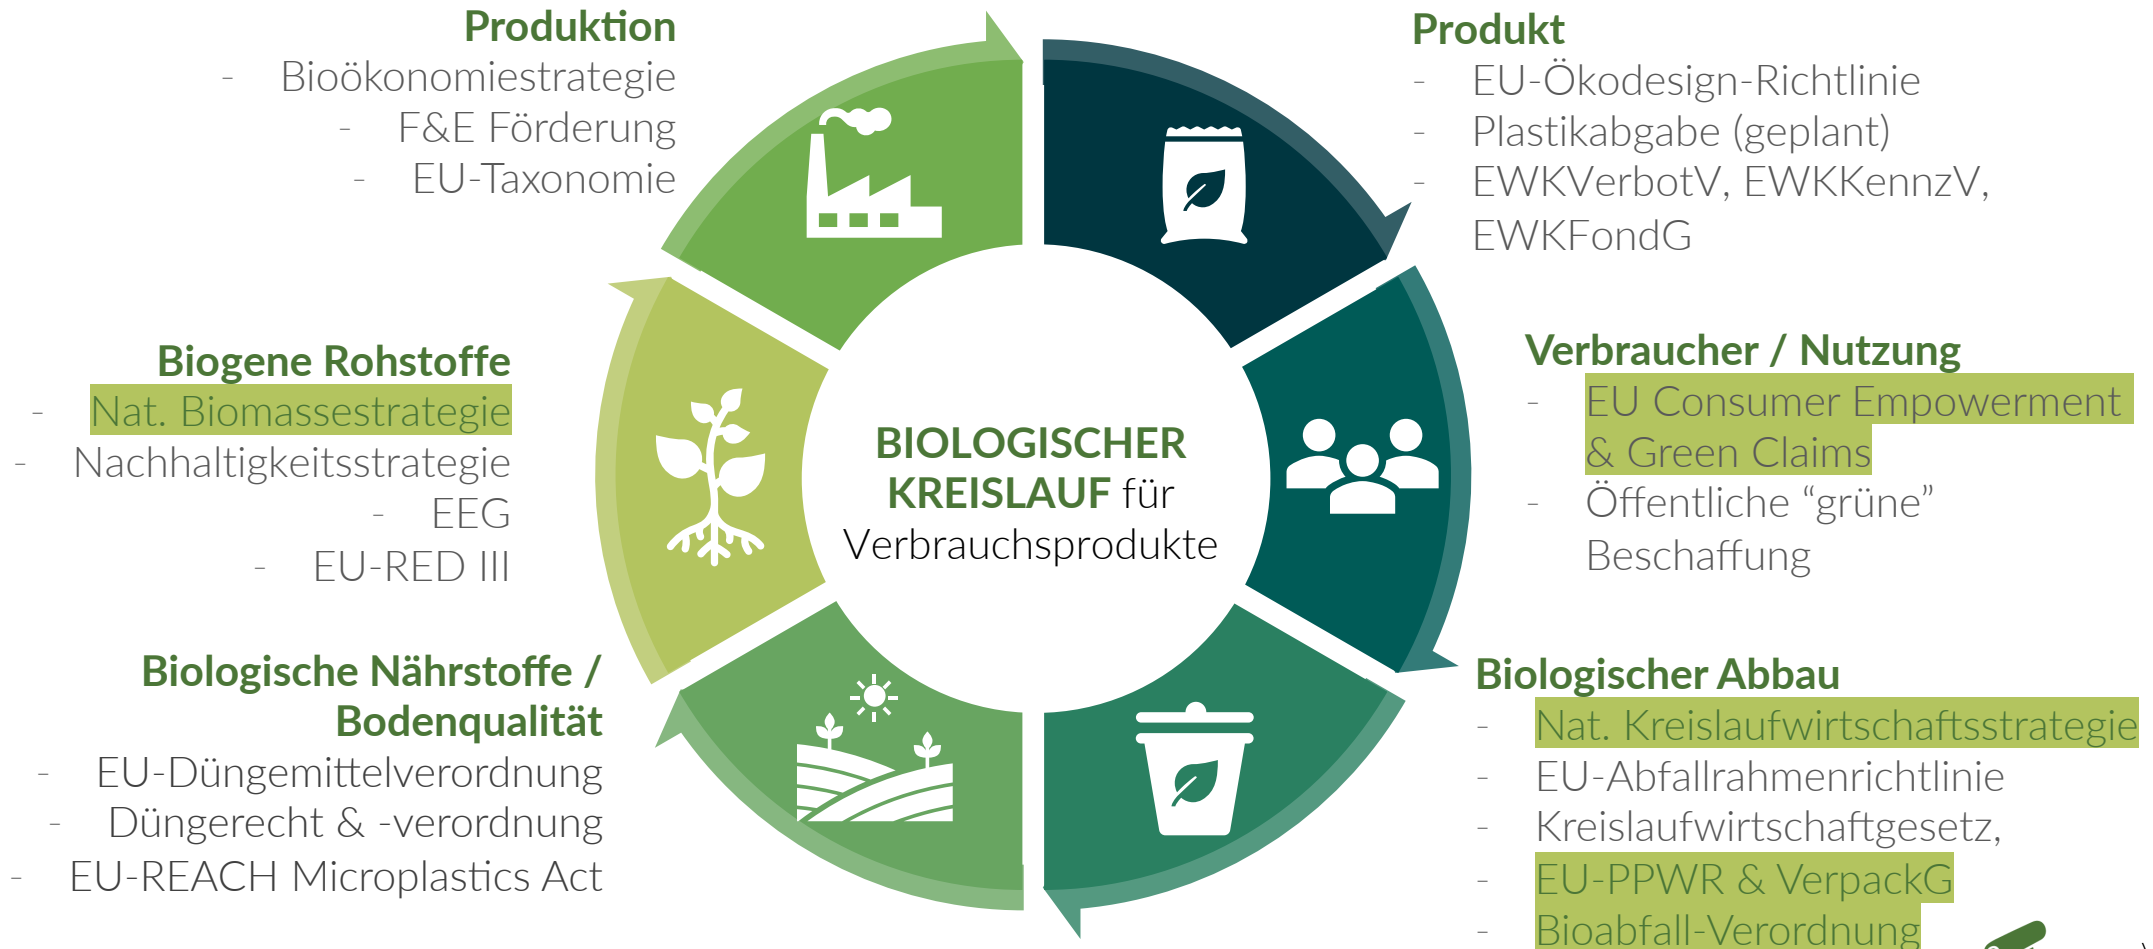 Produktion
- Bioökonomiestrategie
- F&E Förderung
- EU-Taxonomie
Produkt
- EU-Ökodesign-Richtlinie
- Plastikabgabe (geplant)
- EWKVerbotV, EWKKennzV,
EWKFondG
Verbraucher / Nutzung
- EU Consumer Empowerment
& Green Claims
- Öffentliche “grüne”
Beschaffung
Biologischer Abbau
- Nat. Kreislaufwirtschaftsstrategie
- EU-Abfallrahmenrichtlinie
- Kreislaufwirtschaftgesetz,
- EU-PPWR & VerpackG
- Bioabfall-Verordnung
Biologische Nährstoffe /
Bodenqualität
- EU-Düngemittelverordnung
- Düngerecht & -verordnung
- EU-REACH Microplastics Act
Biogene Rohstoffe
- Nat. Biomassestrategie
- Nachhaltigkeitsstrategie
- EEG
- EU-RED III
BIOLOGISCHER
KREISLAUF für
Verbrauchsprodukte